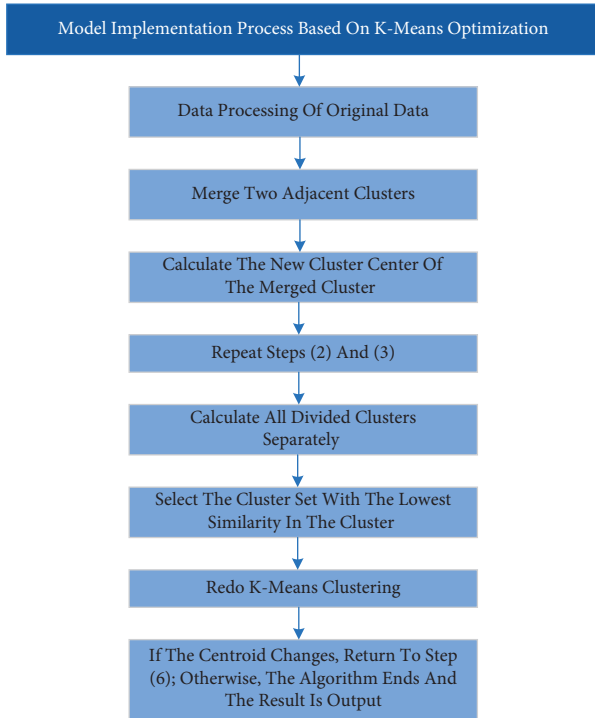 Model Implementation Process Based On K-Means Optimization
Data Processing Of Original Data
Merge Two Adjacent Clusters
Calculate The New Cluster Center Of
The Merged Cluster
Repeat Steps (2) And (3)
Calculate All Divided Clusters
Separately
Select The Cluster Set With The Lowest
Similarity In The Cluster
Redo K-Means Clustering
If The Centroid Changes, Return To Step
(6); Otherwise, The Algorithm Ends And
The Result Is Output